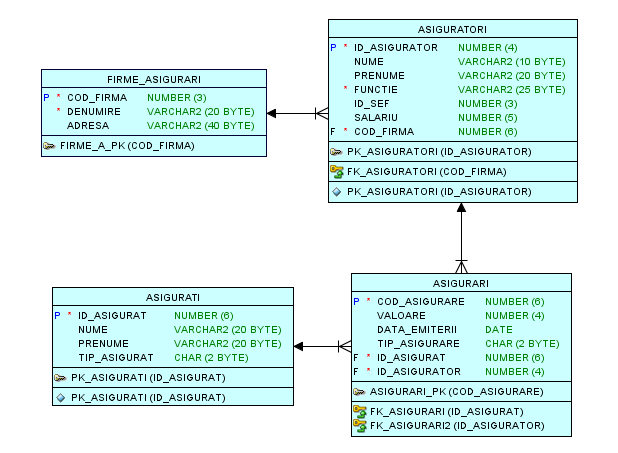 ASIGURATORI
P * ID_ASIGURATOR NUMBER (4)
NUME VARCHAR2 (10 BYTE)
PRENUME VARCHAR2 (20 BYTE)
* FUNCTIE VARCHAR2 (25 BYTE)
ID_SEF NUMBER (3)
SALARIU NUMBER (5)
F * COD_FIRMA NUMBER (6)
PK_ASIGURATORI (ID_ASIGURATOR)
FK_ASIGURATORI (COD_FIRMA)
PK_ASIGURATORI (ID_ASIGURATOR)
FIRME_ASIGURARI
P * COD_FIRMA NUMBER (3)
* DENUMIRE VARCHAR2 (20 BYTE)
ADRESA VARCHAR2 (40 BYTE)
FIRME_A_PK (COD_FIRMA)
ASIGURATI
P * ID_ASIGURAT NUMBER (6)
NUME VARCHAR2 (20 BYTE)
PRENUME VARCHAR2 (20 BYTE)
TIP_ASIGURAT CHAR (2 BYTE)
PK_ASIGURATI (ID_ASIGURAT)
PK_ASIGURATI (ID_ASIGURAT)
ASIGURARI
P * COD_ASIGURARE NUMBER (6)
VALOARE NUMBER (4)
DATA_EMITERII DATE
TIP_ASIGURARE CHAR (2 BYTE)
F * ID_ASIGURAT NUMBER (6)
F * ID_ASIGURATOR NUMBER (4)
ASIGURARI_PK (COD_ASIGURARE)
FK_ASIGURARI (ID_ASIGURAT)
FK_ASIGURARI2 (ID_ASIGURATOR)